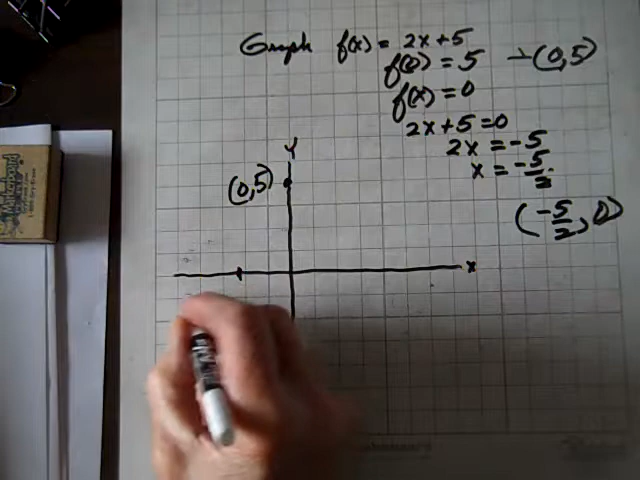 Graph f(x) = 2x+5
f(0) = 5 → (0,5)
f(x) = 0
2x+5=0
2x = -5
x = -5/2
(-5/2, 0)
y
(0,5)
x